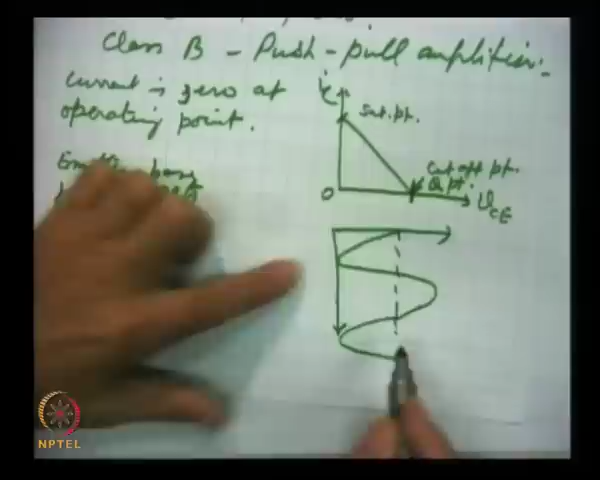 Class B - Push-pull amplifier.
Current is zero at
operating point.
ic
Sat. pt.
Cut off pt.
Q pt.
0
VCE
NPTEL